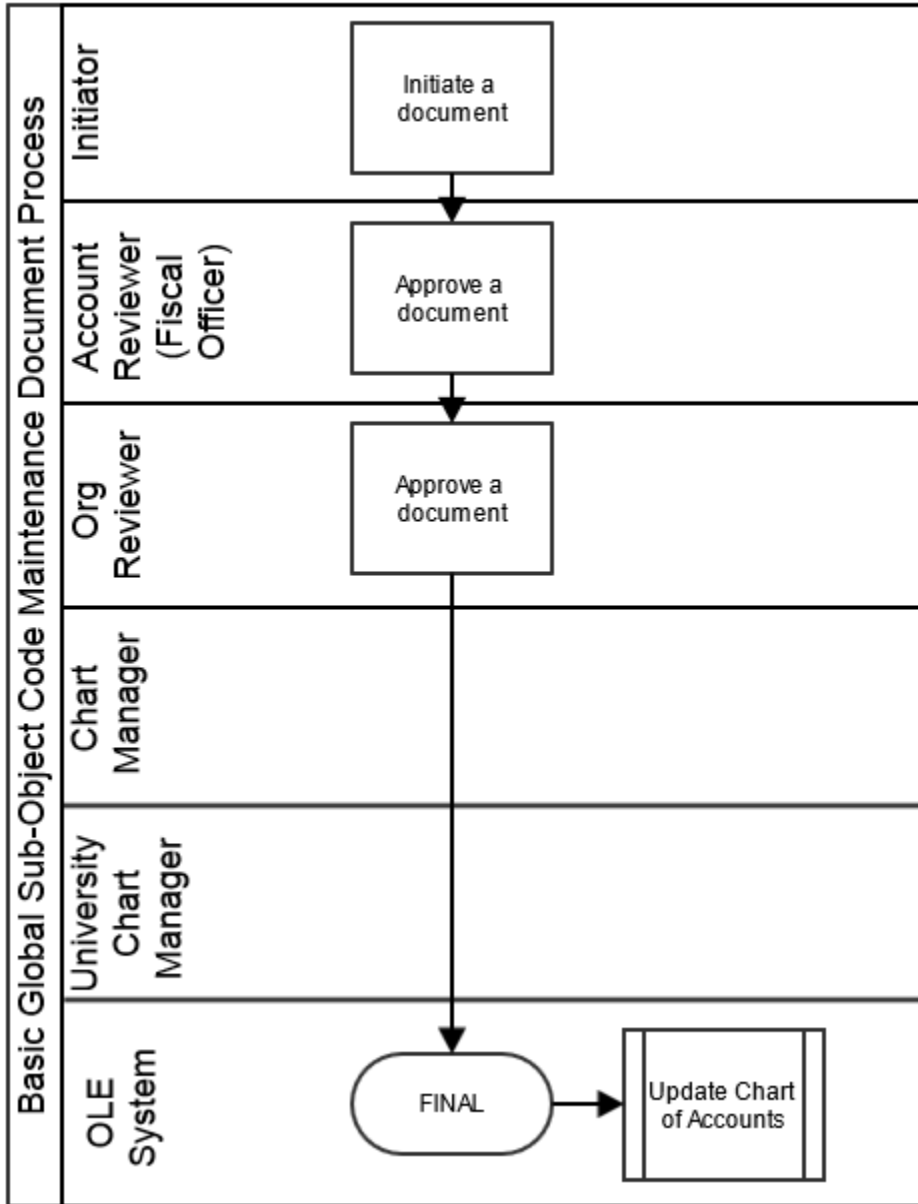 Basic Global Sub-Object Code Maintenance Document Process
Initiator
Initiate a
document
Account
Reviewer
(Fiscal
Officer)
Approve a
document
Org
Reviewer
Approve a
document
Chart
Manager
University
Chart
Manager
OLE
System
FINAL
Update Chart
of Accounts